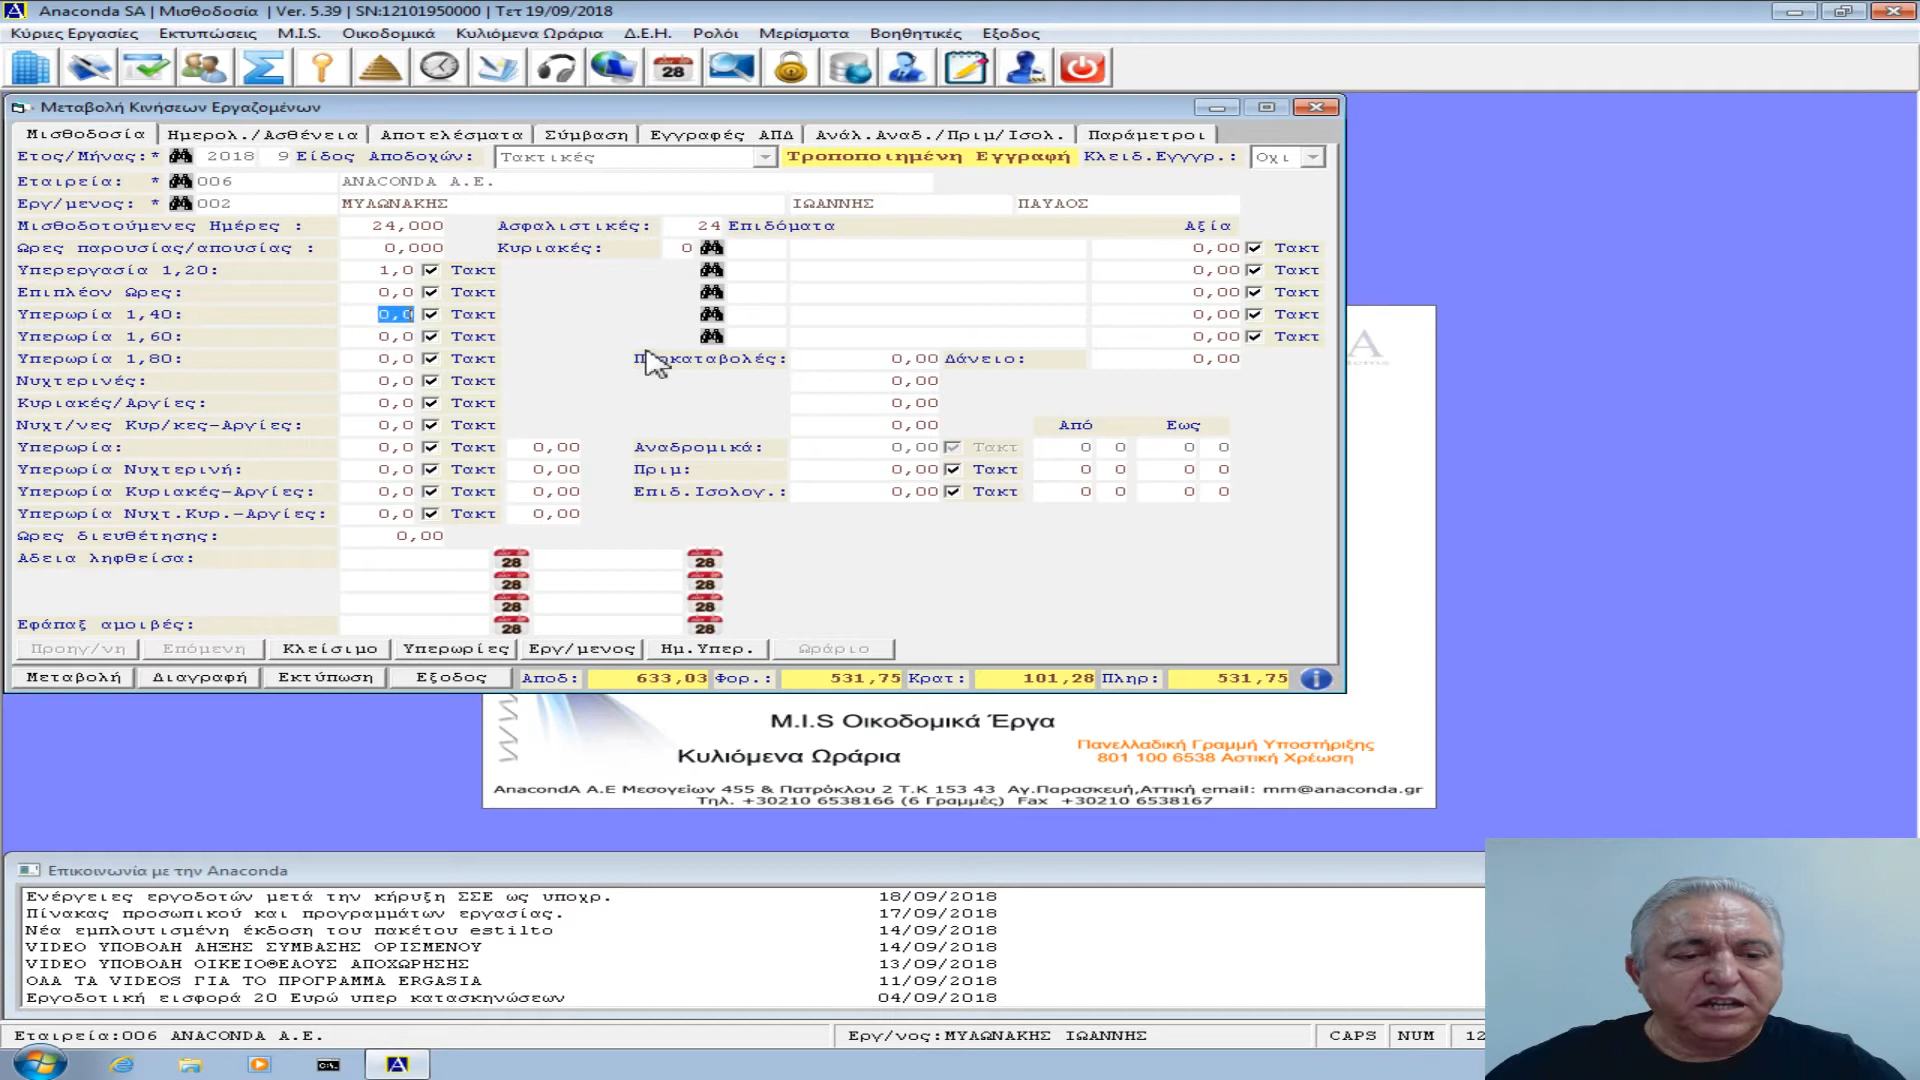 Anaconda SA | Μισθοδοσία | Ver. 5.39 | SN:12101950000 | Τετ 19/09/2018
Κύριες Εργασίες Εκτυπώσεις M.I.S. Οικοδομικά Κυλιόμενα Ωράρια Δ.Ε.Η. Ρολόι Μερίσματα Βοηθητικές Εξοδος
28
Μεταβολή Κινήσεων Εργαζομένων
Μισθοδοσία Ημερολ./Ασθένεια Αποτελέσματα Σύμβαση Εγγραφές ΑΠΔ Ανάλ.Αναδ./Πριμ/Ισολ. Παράμετροι
Ετος/Μήνας:* 2018 9 Είδος Αποδοχών: Τακτικές Τροποποιημένη Εγγραφή Κλειδ.Εγγγρ.: Οχι
Εταιρεία: * 006 ANACONDA Α.Ε.
Εργ/μενος: * 002 ΜΥΛΩΝΑΚΗΣ ΙΩΑΝΝΗΣ ΠΑΥΛΟΣ
Μισθοδοτούμενες Ημέρες : 24,000 Ασφαλιστικές: 24 Επιδόματα Αξία
Ωρες παρουσίας/απουσίας : 0,000 Κυριακές: 0 0,00 Τακτ
Υπερεργασία 1,20: 1,0 Τακτ 0,00 Τακτ
Επιπλέον Ωρες: 0,0 Τακτ 0,00 Τακτ
Υπερωρία 1,40: 0,0 Τακτ 0,00 Τακτ
Υπερωρία 1,60: 0,0 Τακτ 0,00 Τακτ
Υπερωρία 1,80: 0,0 Τακτ Προκαταβολές: 0,00 Δάνειο: 0,00
Νυχτερινές: 0,0 Τακτ 0,00
Κυριακές/Αργίες: 0,0 Τακτ 0,00
Νυχτ/νες Κυρ/κες-Αργίες: 0,0 Τακτ 0,00 Από Εως
Υπερωρία: 0,0 Τακτ 0,00 Αναδρομικά: 0,00 Τακτ 0 0 0 0
Υπερωρία Νυχτερινή: 0,0 Τακτ 0,00 Πριμ: 0,00 Τακτ 0 0 0 0
Υπερωρία Κυριακές-Αργίες: 0,0 Τακτ 0,00 Επιδ.Ισολογ.: 0,00 Τακτ 0 0 0 0
Υπερωρία Νυχτ.Κυρ.-Αργίες: 0,0 Τακτ 0,00
Ωρες διευθέτησης: 0,00
Αδεια ληφθείσα: 28 28
28 28
28 28
Εφάπαξ αμοιβές: 28 28
Προηγ/νη Επόμενη Κλείσιμο Υπερωρίες Εργ/μενος Ημ.Υπερ. Ωράριο
Μεταβολή Διαγραφή Εκτύπωση Εξοδος Αποδ: 633,03 Φορ.: 531,75 Κρατ: 101,28 Πληρ: 531,75
M.I.S Οικοδομικά Έργα
Κυλιόμενα Ωράρια
Πανελλαδική Γραμμή Υποστήριξης
801 100 6538 Αστική Χρέωση
AnacondA Α.Ε Μεσογείων 455 & Πατρόκλου 2 Τ.Κ 153 43 Αγ.Παρασκευή,Αττική email: mm@anaconda.gr
Τηλ. +30210 6538166 (6 Γραμμές) Fax +30210 6538167
Επικοινωνία με την Anaconda
Ενέργειες εργοδοτών μετά την κήρυξη ΣΣΕ ως υποχρ. 18/09/2018
Πίνακας προσωπικού και προγραμμάτων εργασίας. 17/09/2018
Νέα εμπλουτισμένη έκδοση του πακέτου estilto 14/09/2018
VIDEO ΥΠΟΒΟΛΗ ΛΗΞΗΣ ΣΥΜΒΑΣΗΣ ΟΡΙΣΜΕΝΟΥ 14/09/2018
VIDEO ΥΠΟΒΟΛΗ ΟΙΚΕΙΟΘΕΛΟΥΣ ΑΠΟΧΩΡΗΣΗΣ 13/09/2018
ΟΛΑ ΤΑ VIDEOS ΓΙΑ ΤΟ ΠΡΟΓΡΑΜΜΑ ERGASIA 11/09/2018
Εργοδοτική εισφορά 20 Ευρώ υπερ κατασκηνώσεων 04/09/2018
Εταιρεία:006 ANACONDA Α.Ε. Εργ/νος:ΜΥΛΩΝΑΚΗΣ ΙΩΑΝΝΗΣ CAPS NUM 12